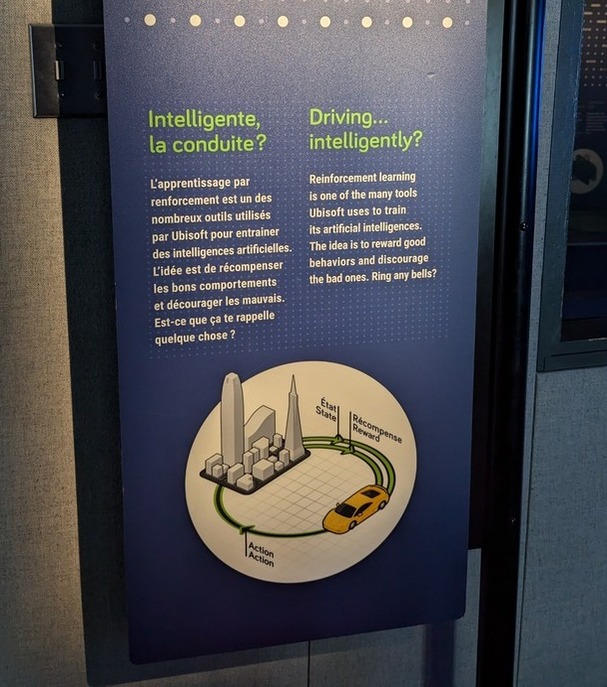 Intelligente,
la conduite ?
L'apprentissage par
renforcement est un des
nombreux outils utilisés
par Ubisoft pour entrainer
des intelligences artificielles.
L'idée est de récompenser
les bons comportements
et décourager les mauvais.
Est-ce que ça te rappelle
quelque chose ?
Driving...
intelligently?
Reinforcement learning
is one of the many tools
Ubisoft uses to train
its artificial intelligences.
The idea is to reward good
behaviors and discourage
the bad ones. Ring any bells?
État
State
Récompense
Reward
Action
Action